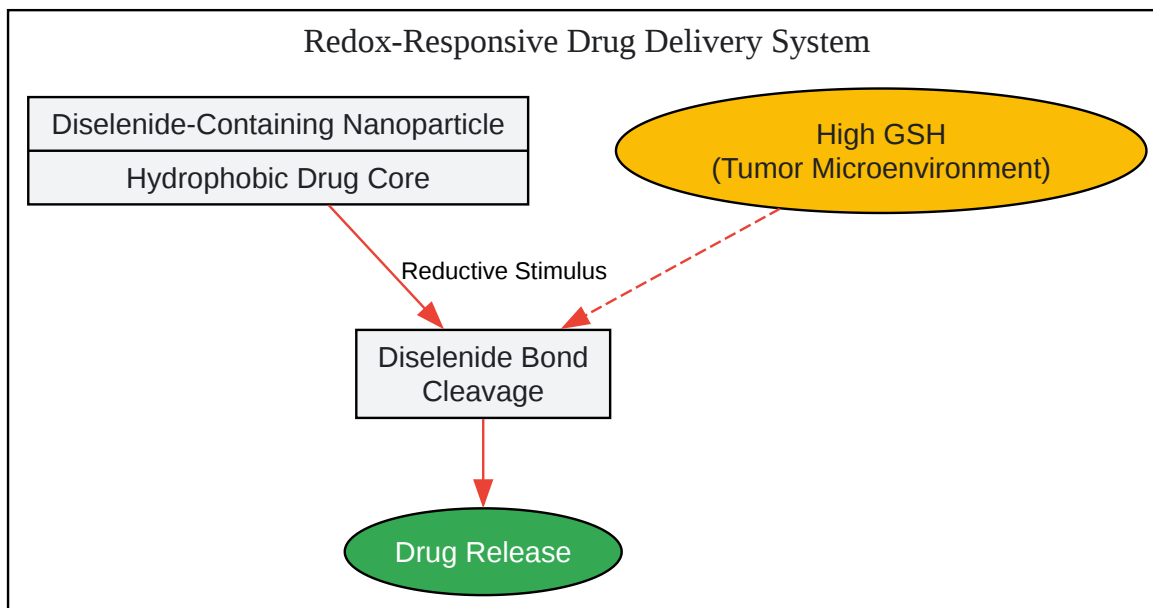 Redox-Responsive Drug Delivery System
Diselenide-Containing Nanoparticle
Hydrophobic Drug Core
High GSH
(Tumor Microenvironment)
Reductive Stimulus
Diselenide Bond
Cleavage
Drug Release